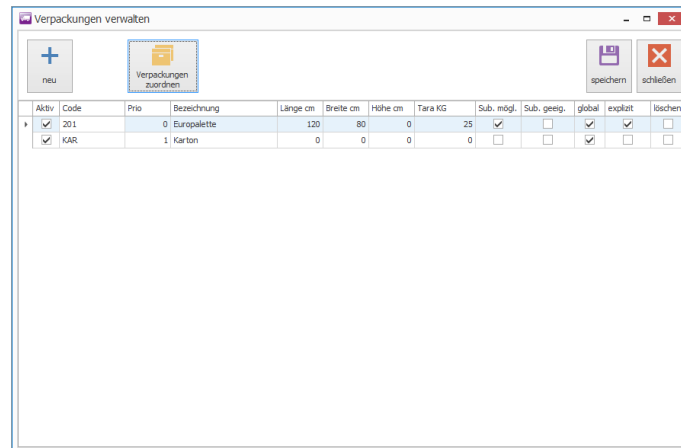 Verpackungen verwalten
neu
Verpackungen
zuordnen
speichern
schließen
Aktiv Code Prio Bezeichnung Länge cm Breite cm Höhe cm Tara KG Sub. mögl. Sub. geeig. global explizit löschen
201 0 Europalette 120 80 0 25
KAR 1 Karton 0 0 0 0